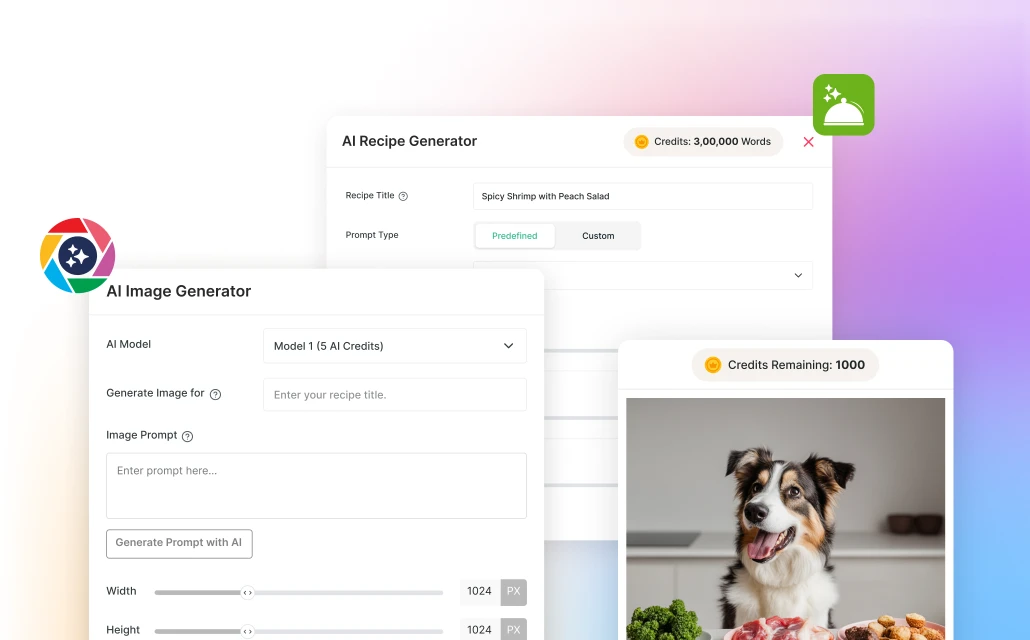 AI Recipe Generator
Credits: 3,00,000 Words
Recipe Title
Spicy Shrimp with Peach Salad
Prompt Type
Predefined
Custom
AI Image Generator
AI Model
Model 1 (5 AI Credits)
Generate Image for
Enter your recipe title.
Image Prompt
Enter prompt here...
Generate Prompt with AI
Width
1024
PX
Height
1024
PX
Credits Remaining: 1000